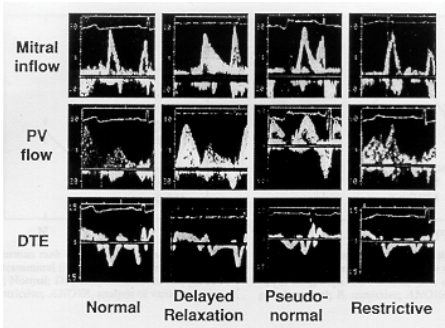 Mitral
inflow
PV
flow
DTE
Normal
Delayed
Relaxation
Pseudo-
normal
Restrictive